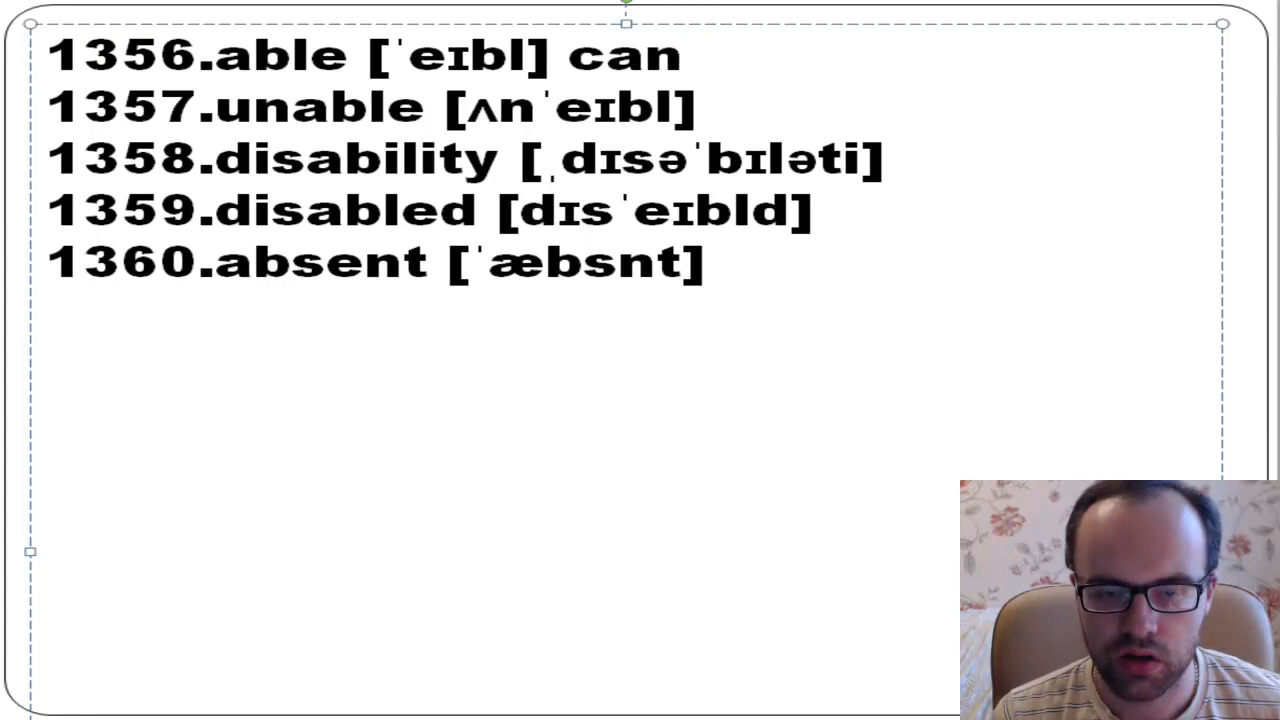 1356.able [ˈeɪbl] can
1357.unable [ʌnˈeɪbl]
1358.disability [ˌdɪsəˈbɪləti]
1359.disabled [dɪsˈeɪbld]
1360.absent [ˈæbsnt]